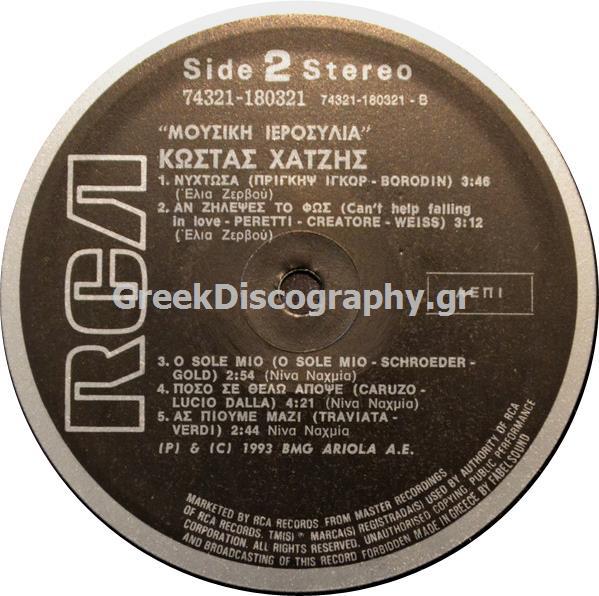 Side 2 Stereo
74321-180321 74321-180321 - B
"ΜΟΥΣΙΚΗ ΙΕΡΟΣΥΛΙΑ"
ΚΩΣΤΑΣ ΧΑΤΖΗΣ
1. ΝΥΧΤΩΣΑ (ΠΡΙΓΚΗΨ ΙΓΚΟΡ - BORODIN) 3:46
(Έλια Ζερβού)
2. ΑΝ ΖΗΛΕΨΕΣ ΤΟ ΦΩΣ (Can't help falling
in love - PERETTI - CREATORE - WEISS) 3:12
(Έλια Ζερβού)
RCA
GreekDiscography.gr
ΑΕΠΙ
3. O SOLE MIO (O SOLE MIO - SCHROEDER -
GOLD) 2:54 (Νίνα Ναχμία)
4. ΠΟΣΟ ΣΕ ΘΕΛΩ ΑΠΟΨΕ (CARUZO -
LUCIO DALLA) 4:21 (Νίνα Ναχμία)
5. ΑΣ ΠΙΟΥΜΕ ΜΑΖΙ (TRAVIATA -
VERDI) 2:44 Νίνα Ναχμία)
(P) & (C) 1993 BMG ARIOLA A.E.
MARKETED BY RCA RECORDS FROM MASTER RECORDINGS
OF RCA RECORDS. TM(S) ® MARCA(S) REGISTRADA(S) USED BY AUTHORITY OF RCA
CORPORATION. ALL RIGHTS RESERVED. UNAUTHORISED COPYING, PUBLIC PERFORMANCE
AND BROADCASTING OF THIS RECORD FORBIDDEN MADE IN GREECE BY FABELSOUND